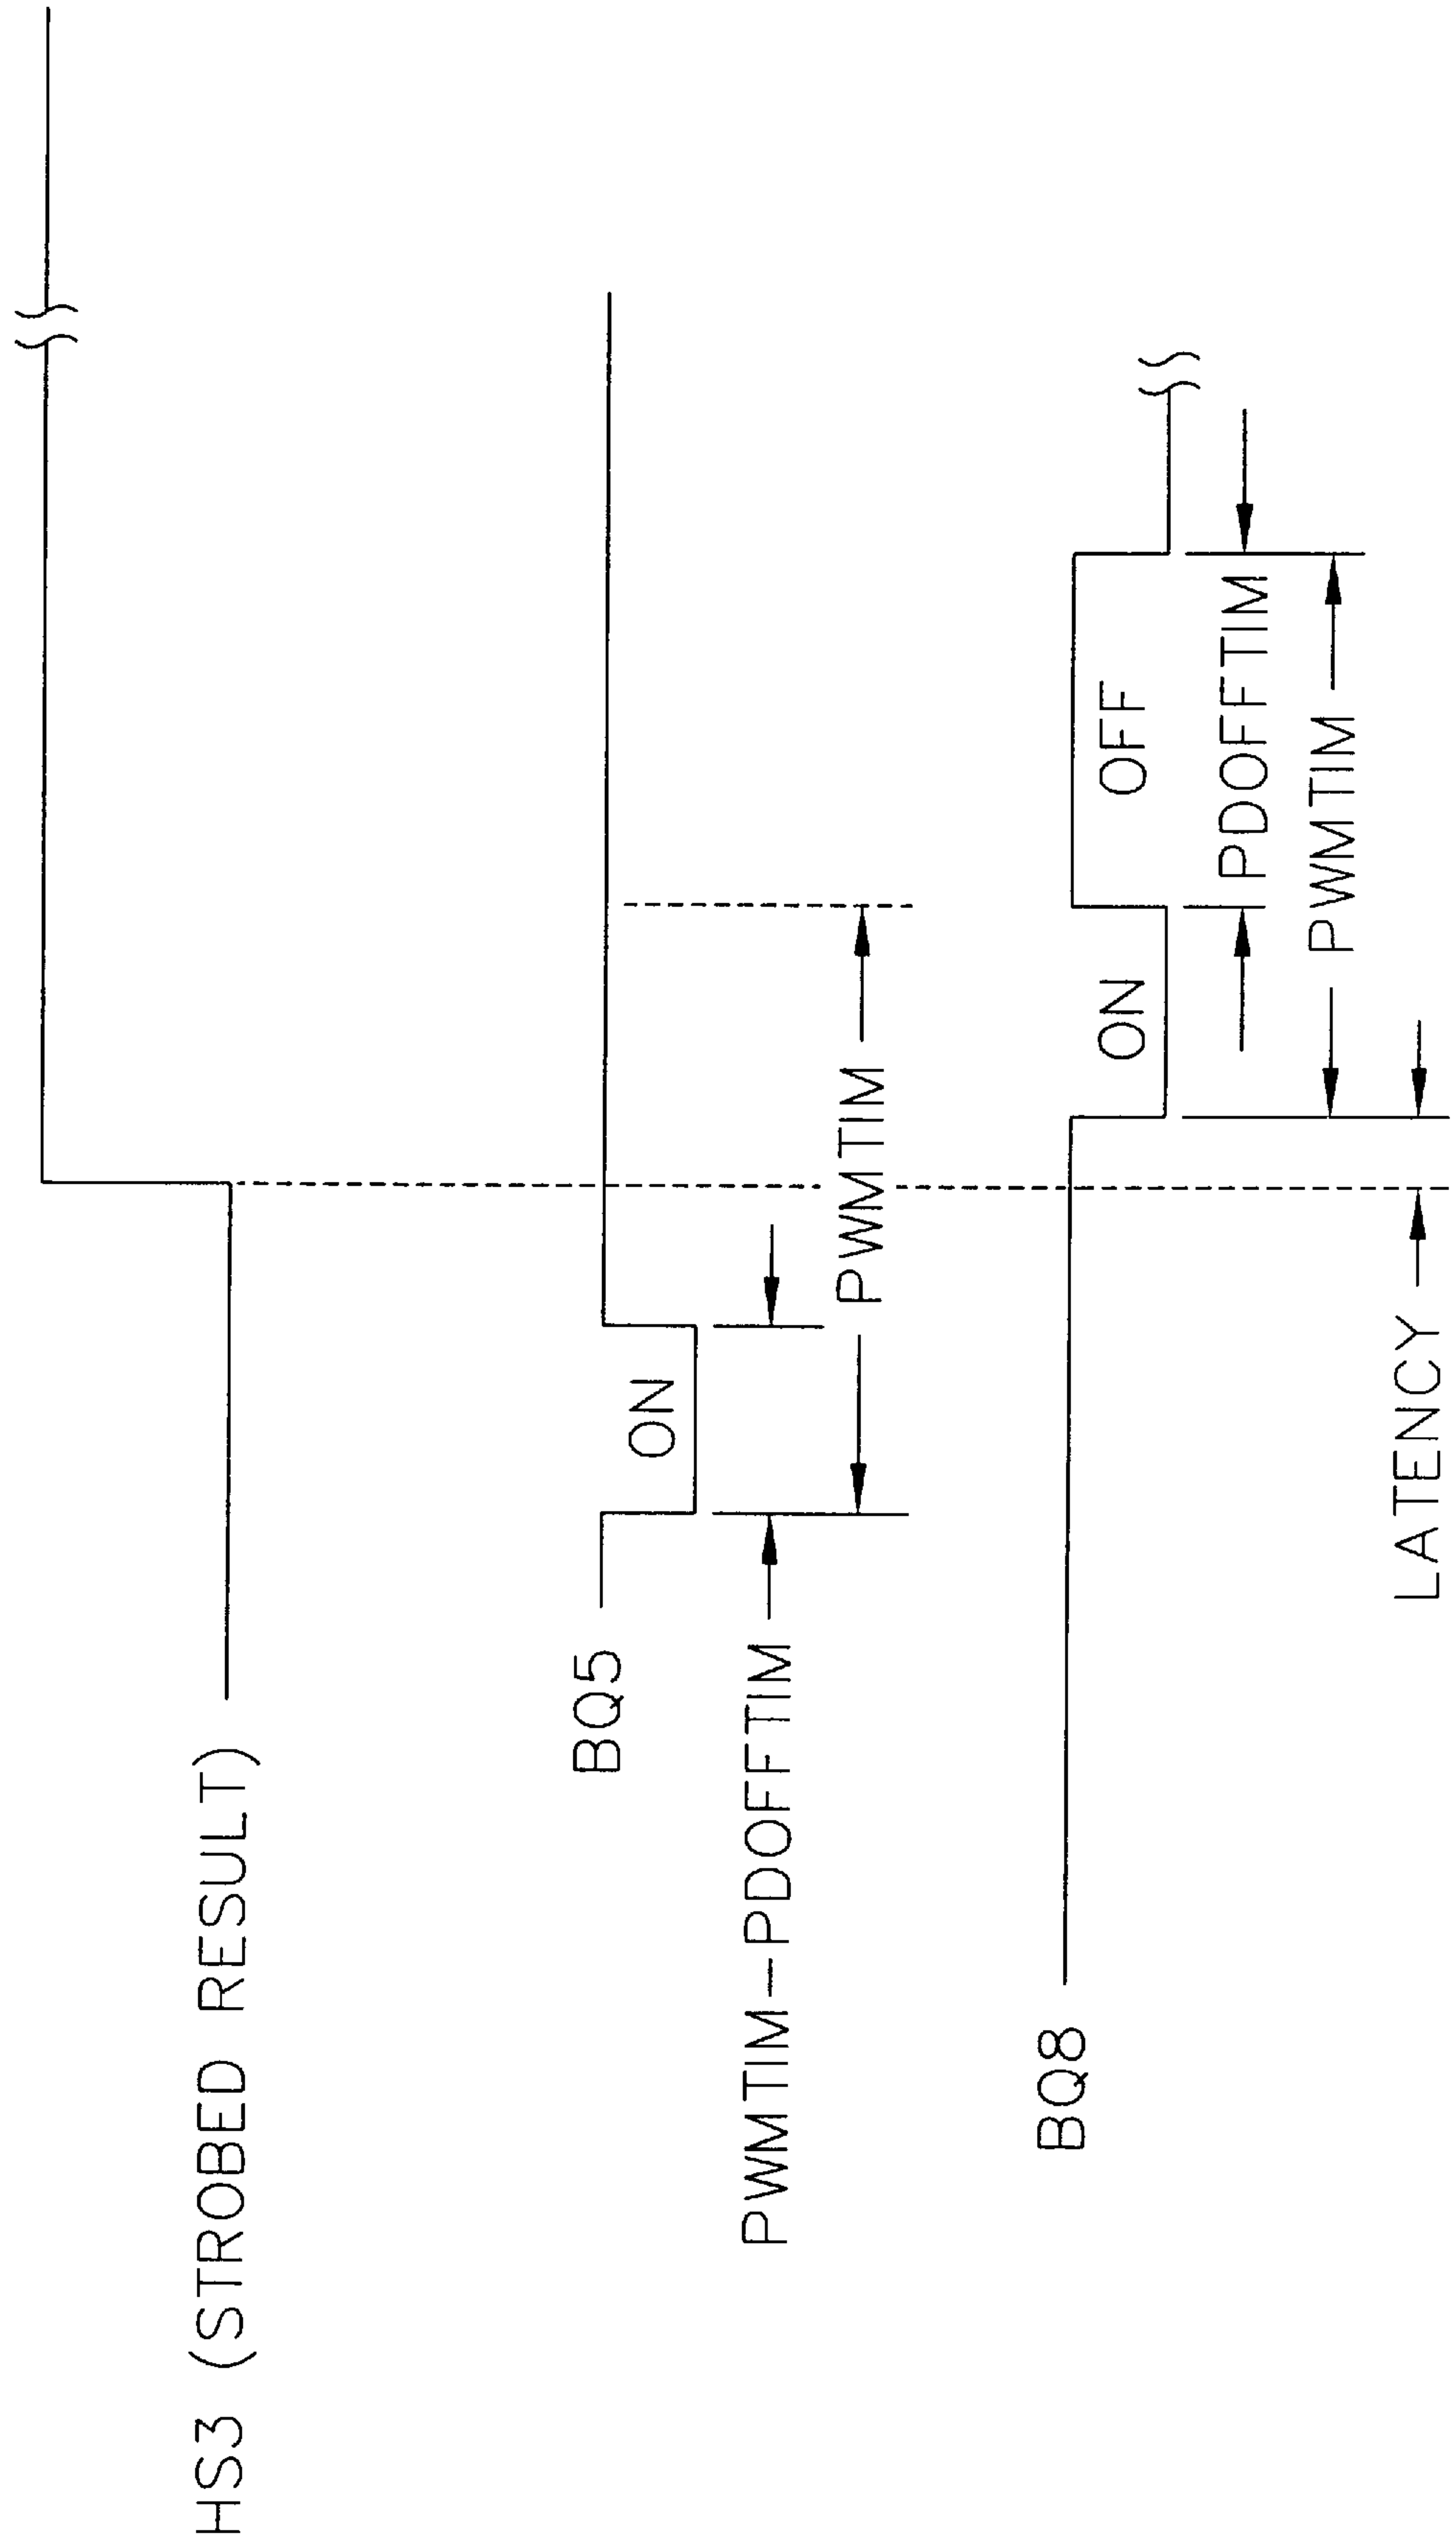 HS3 (STROBED RESULT)
BQ5
ON
PWMTIM-PDOFFTIM
PWMTIM
BQ8
ON
OFF
PDOFFTIM
PWMTIM
LATENCY